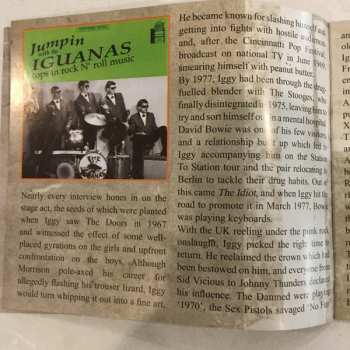 Jumpin
with the
IGUANAS
tops in rock N' roll music
Nearly every interview hones in on the
stage act, the seeds of which were planted
when Iggy saw The Doors in 1967
and witnessed the effect of some well-
placed gyrations on the girls and upfront
confrontation on the boys. Although
Morrison pole-axed his career for
allegedly flashing his trouser lizard, Iggy
would turn whipping it out into a fine art.
He became known for slashing himself and
getting into fights with hostile
and, after the Cincinnati Pop Festival,
broadcast on national TV in June
smearing himself with peanut butter.
By 1977, Iggy had been through the drug-
fuelled blender with The Stooges, who
finally disintegrated in 1975, leaving him to
try and sort himself out in a mental hospital.
David Bowie was one of his few visitors
and a relationship built up which led to
Iggy accompanying him on the Station
To Station tour and the pair relocating to
Berlin to tackle their drug habits. Out of
this came The Idiot, and when Iggy hit the
road to promote it in March 1977, Bowie
was playing keyboards.
With the UK reeling under the punk rock
onslaught, Iggy picked the right time to
return. He reclaimed the crown which had
been bestowed on him, and everyone from
Sid Vicious to Johnny Thunders declared
his influence. The Damned were playing
'1970', the Sex Pistols savaged 'No Fun'